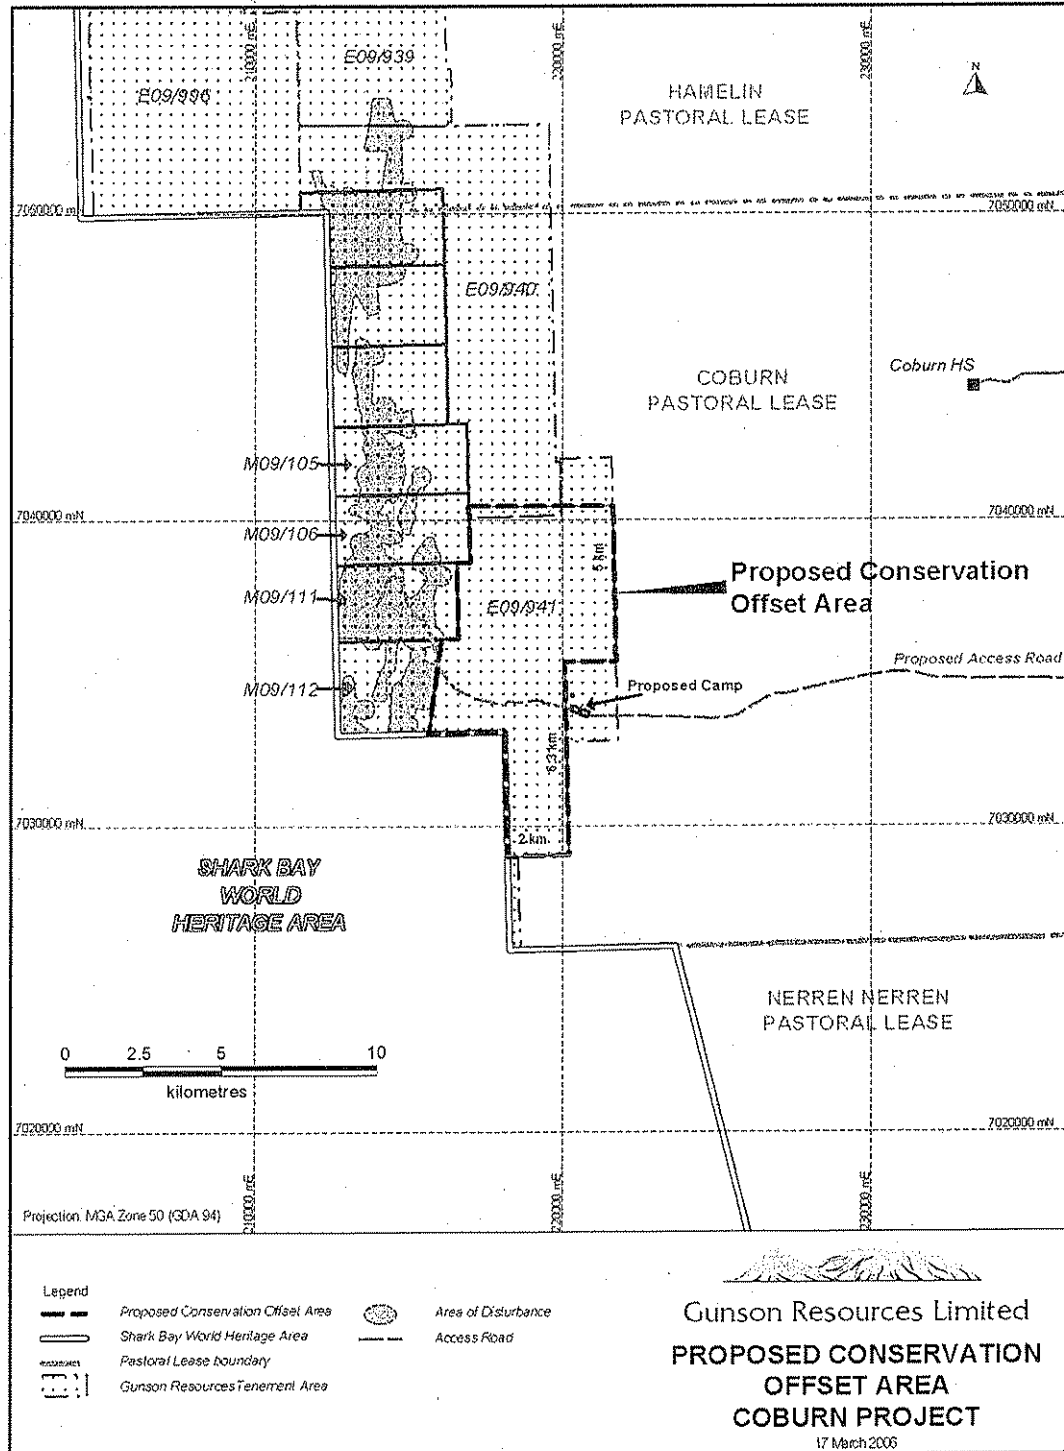 210000 mE
220000 mE
230000 mE
E09/939
E09/996
N
HAMELIN
PASTORAL LEASE
7050000 mN
7050000 mN
E09/940
Coburn HS
COBURN
PASTORAL LEASE
M09/105
7040000 mN
7040000 mN
M09/106
5 km
Proposed Conservation
Offset Area
M09/111
E09/941
Proposed Access Road
M09/112
Proposed Camp
6.3 km
7030000 mN
7030000 mN
2 km
SHARK BAY
WORLD
HERITAGE AREA
NERREN NERREN
PASTORAL LEASE
0 2.5 5 10
kilometres
7020000 mN
7020000 mN
210000 mE
220000 mE
230000 mE
Projection: MGA Zone 50 (GDA 94)
Legend
Proposed Conservation Offset Area
Area of Disturbance
Shark Bay World Heritage Area
Access Road
Pastoral Lease boundary
Gunson Resources Tenement Area
Gunson Resources Limited
PROPOSED CONSERVATION
OFFSET AREA
COBURN PROJECT
17 March 2006